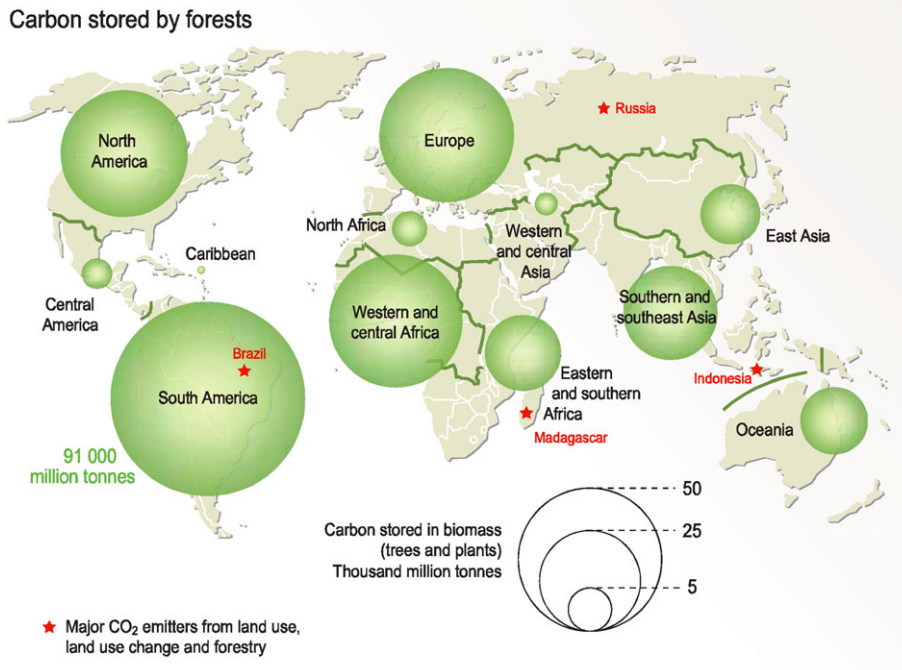 Carbon stored by forests
North
America
Europe
Russia
North Africa
Western
and central
Asia
East Asia
Caribbean
Central
America
Western and
central Africa
Southern and
southeast Asia
Brazil
South America
Eastern
and southern
Africa
Indonesia
Madagascar
Oceania
91 000
million tonnes
50
25
5
Carbon stored in biomass
(trees and plants)
Thousand million tonnes
Major CO₂ emitters from land use,
land use change and forestry